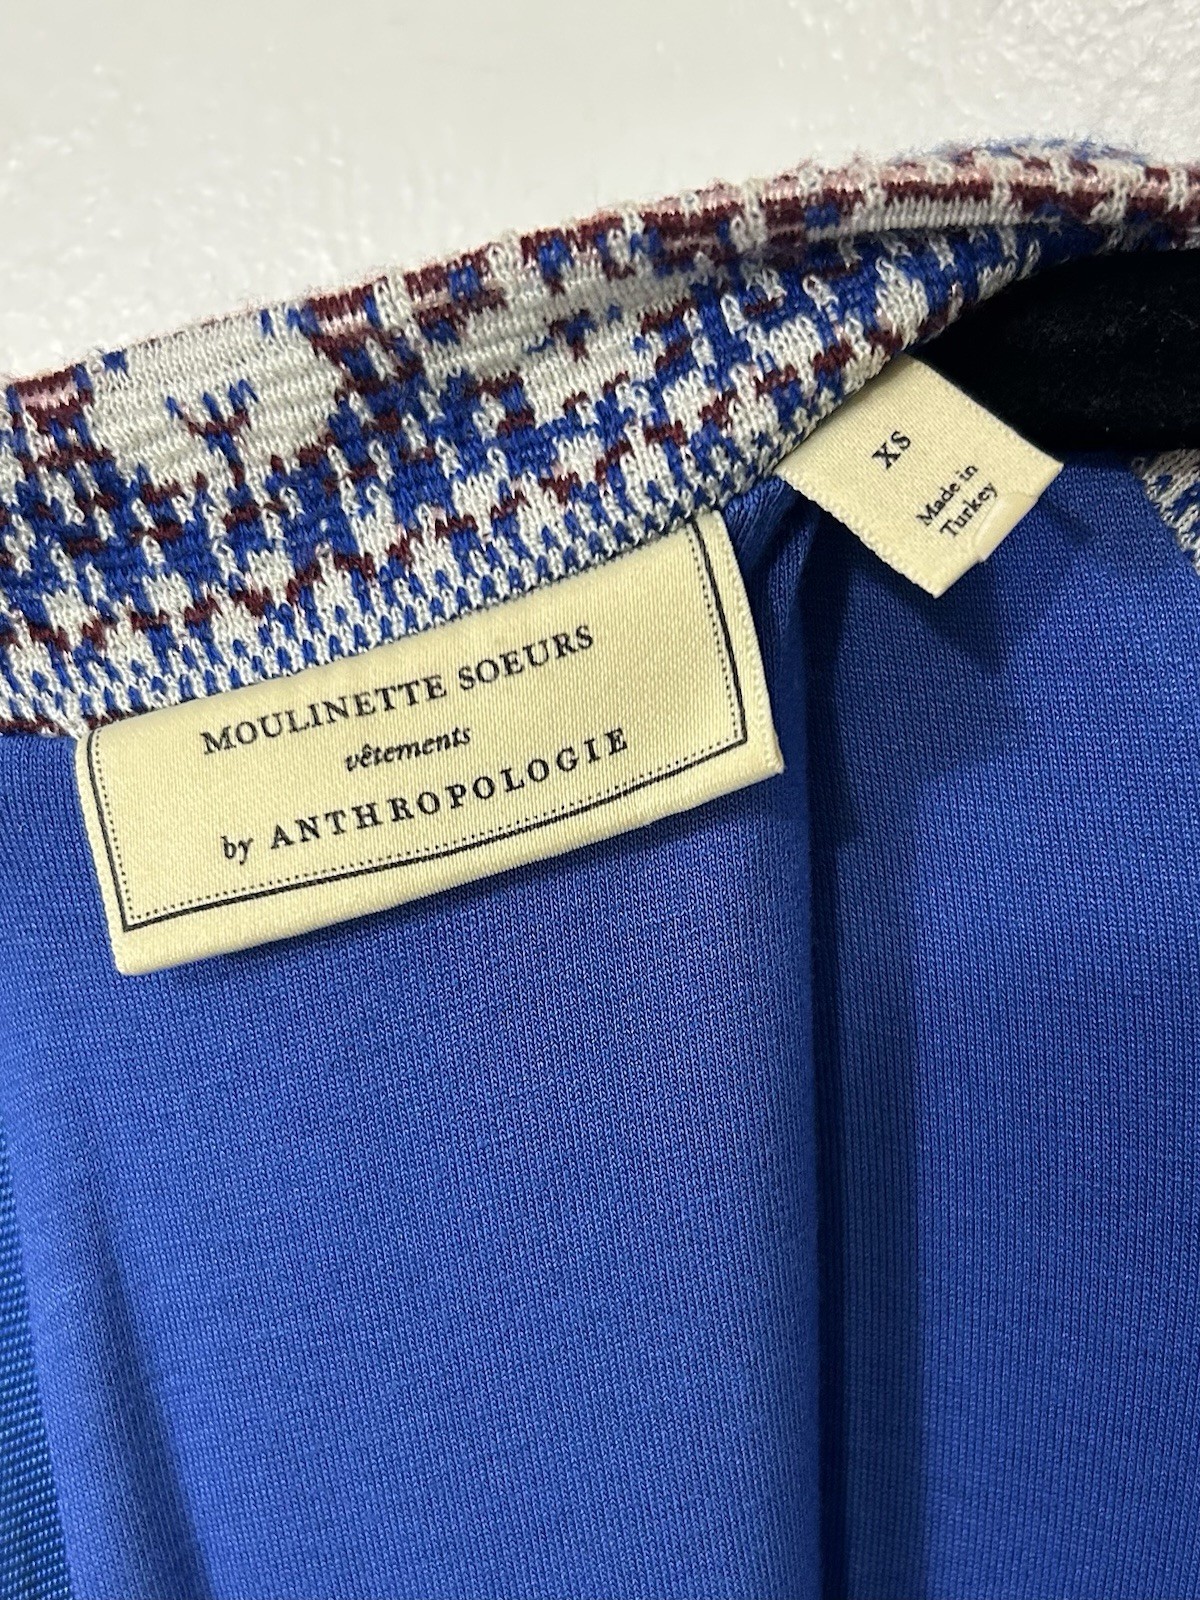 MOULINETTE SOEURS
vêtements
by ANTHROPOLOGIE
XS
Made in
Turkey